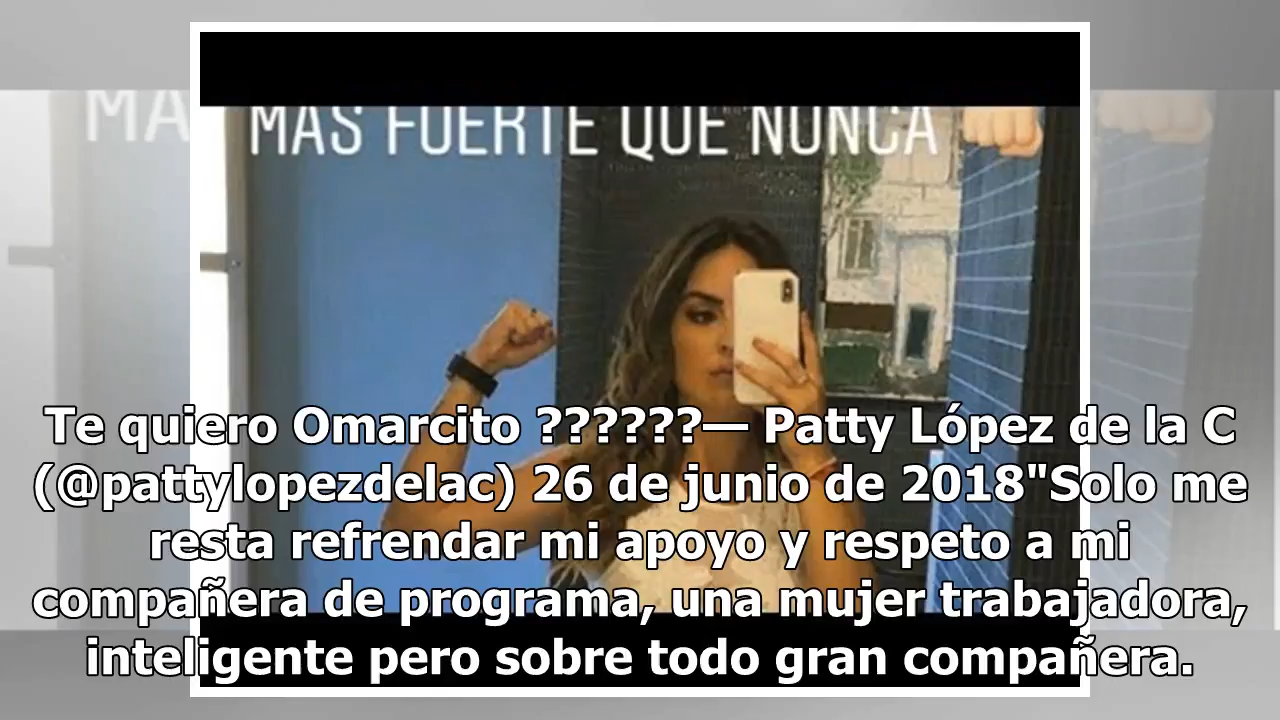 MA
MAS FUERTE QUE NUNCA
Te quiero Omarcito ??????— Patty López de la C
(@pattylopezdelac) 26 de junio de 2018"Solo me
resta refrendar mi apoyo y respeto a mi
compañera de programa, una mujer trabajadora,
inteligente pero sobre todo gran compañera.